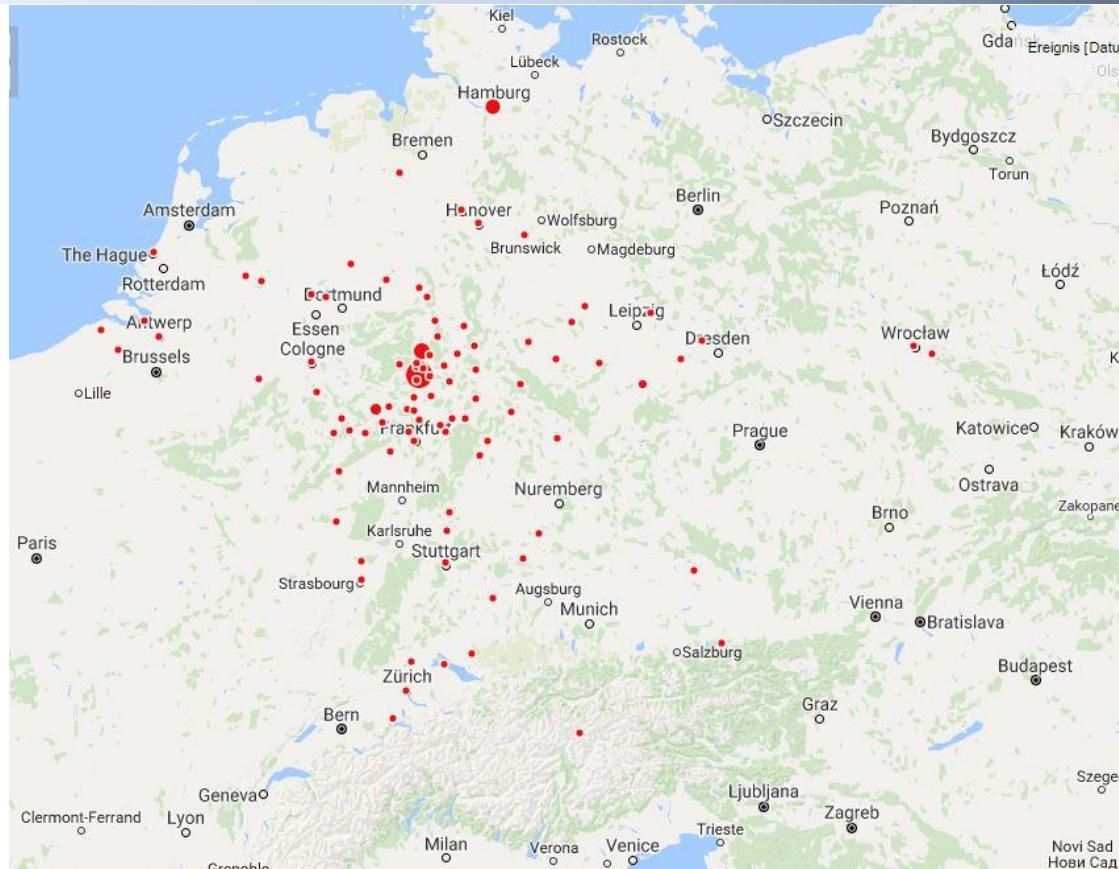 Kiel
Rostock
Gdańsk
Ereignis [Datu
Ols
Lübeck
Hamburg
Szczecin
Bremen
Bydgoszcz
Torun
Berlin
Amsterdam
Hanover
Wolfsburg
Poznań
The Hague
Brunswick
Magdeburg
Rotterdam
Łódź
Dortmund
Leipzig
Antwerp
Essen
Dresden
Wrocław
Cologne
Brussels
K
Lille
Frankfurt
Prague
Katowice
Kraków
Ostrava
Mannheim
Nuremberg
Zakopane
Brno
Karlsruhe
Paris
Stuttgart
Strasbourg
Augsburg
Munich
Vienna
Bratislava
Salzburg
Budapest
Zürich
Graz
Bern
Szege
Geneva
Ljubljana
Clermont-Ferrand
Lyon
Zagreb
Trieste
Milan
Verona
Venice
Novi Sad
Нови Сад
Grenoble